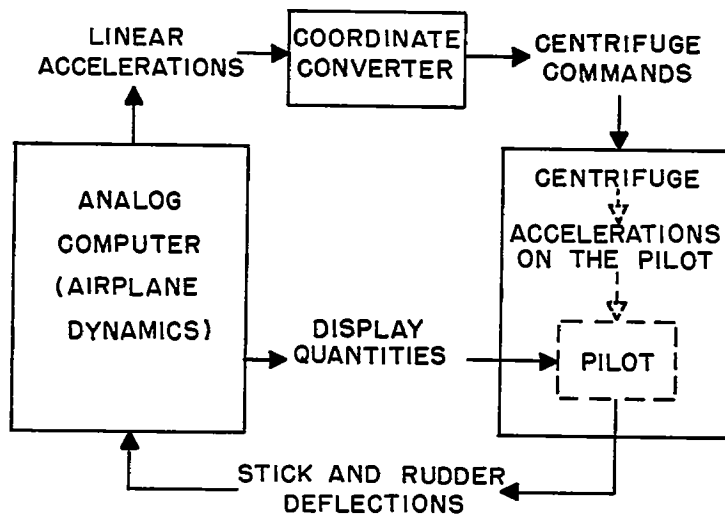 LINEAR
ACCELERATIONS
COORDINATE
CONVERTER
CENTRIFUGE
COMMANDS
ANALOG
COMPUTER
(AIRPLANE
DYNAMICS)
CENTRIFUGE
ACCELERATIONS
ON THE PILOT
DISPLAY
QUANTITIES
PILOT
STICK AND RUDDER
DEFLECTIONS